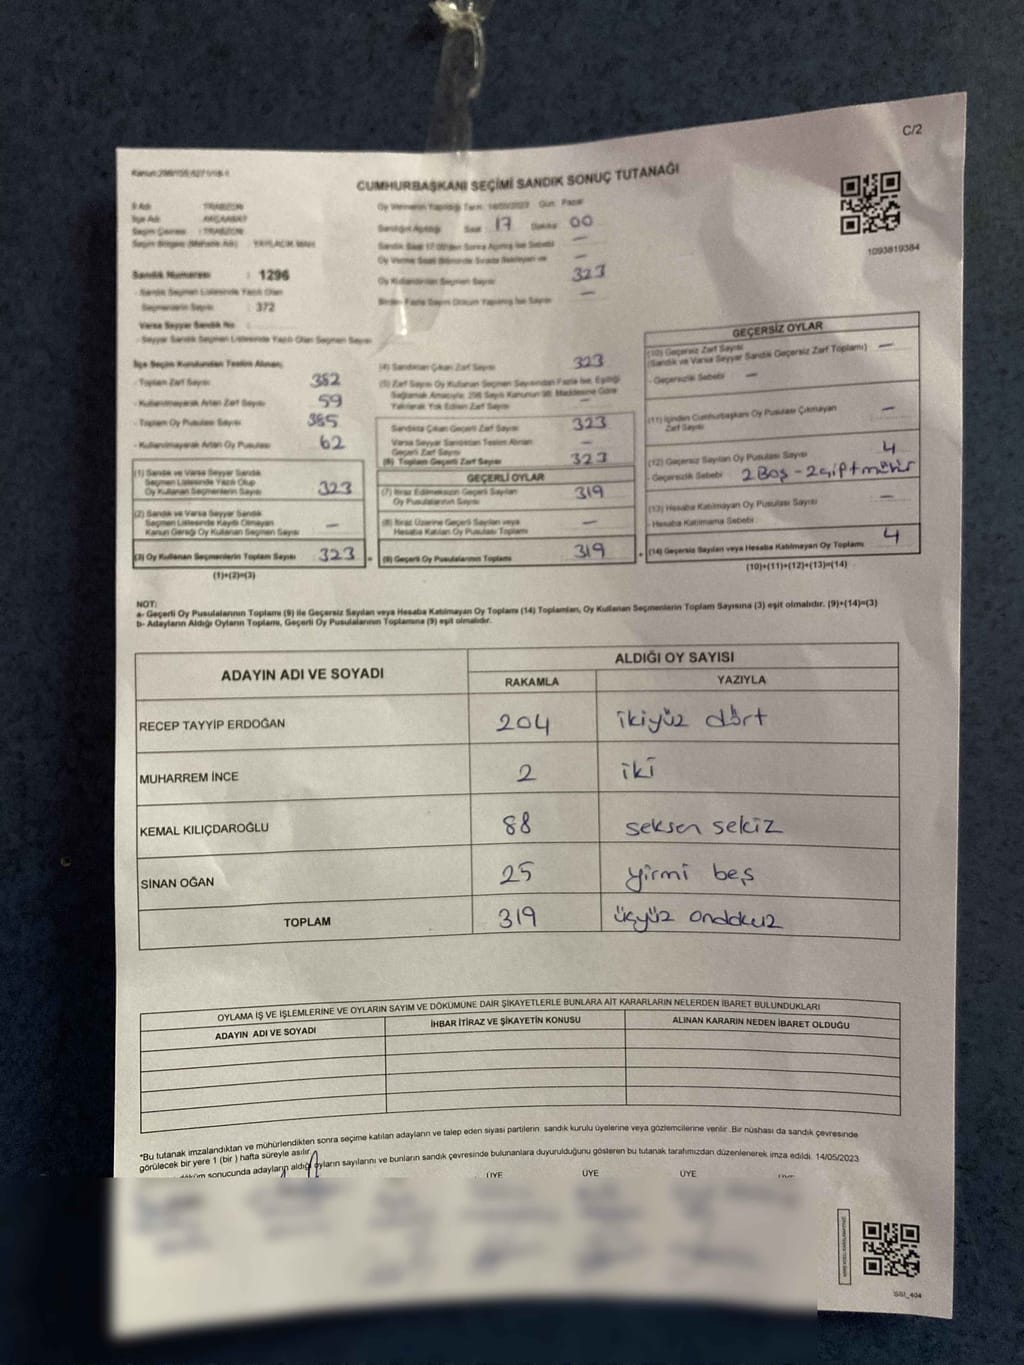 C/2
CUMHURBAŞKANI SEÇİMİ SANDIK SONUÇ TUTANAĞI
1093819384
İl Adı : TRABZON
İlçe Adı : AKÇAABAT
Seçim Çevresi : TRABZON
Seçim Bölgesi (Mahalle Adı) : YAYLACIK MAH.
Sandık Numarası : 1296
- Sandık Seçmen Listesinde Yazılı Olan
Seçmenlerin Sayısı : 372
Varsa Seyyar Sandık No :
- Seyyar Sandık Seçmen Listesinde Yazılı Olan Seçmen Sayısı
Oy Vermenin Yapıldığı Tarih: 14/05/2023 Gün: Pazar
Sandığın Açıldığı Saat : 17 Dakika : 00
Sandık Saat 17.00'den Sonra Açılmış İse Sebebi —
Oy Verme Saati Bitiminde Sırada Bekleyen ve —
Oy Kullandırılan Seçmen Sayısı 323
Birden Fazla Sayım Döküm Yapılmış İse Sayısı —
İlçe Seçim Kurulundan Teslim Alınan;
- Toplam Zarf Sayısı 382
- Kullanılmayarak Artan Zarf Sayısı 59
- Toplam Oy Pusulası Sayısı 385
- Kullanılmayarak Artan Oy Pusulası 62
(1) Sandık ve Varsa Seyyar Sandık
Seçmen Listesinde Yazılı Olup
Oy Kullanan Seçmenlerin Sayısı 323
(2) Sandık ve Varsa Seyyar Sandık
Seçmen Listesinde Kayıtlı Olmayan
Kanun Gereği Oy Kullanan Seçmen Sayısı —
(3) Oy Kullanan Seçmenlerin Toplam Sayısı 323 =
(1)+(2)=(3)
(4) Sandıktan Çıkan Zarf Sayısı 323
(5) Zarf Sayısı Oy Kullanan Seçmen Sayısından Fazla İse, Eşitliği
Sağlamak Amacıyla; 298 Sayılı Kanunun 98. Maddesine Göre
Yakılarak Yok Edilen Zarf Sayısı —
Sandıkta Çıkan Geçerli Zarf Sayısı 323
Varsa Seyyar Sandıktan Teslim Alınan
Geçerli Zarf Sayısı —
(6) Toplam Geçerli Zarf Sayısı 323
GEÇERLİ OYLAR
(7) İtiraz Edilmeksizin Geçerli Sayılan
Oy Pusulalarının Sayısı 319
(8) İtiraz Üzerine Geçerli Sayılan veya
Hesaba Katılan Oy Pusulası Toplamı —
(9) Geçerli Oy Pusulalarının Toplamı 319 +
GEÇERSİZ OYLAR
(10) Geçersiz Zarf Sayısı —
(Sandık ve Varsa Seyyar Sandık Geçersiz Zarf Toplamı)
- Geçersizlik Sebebi —
(11) İçinden Cumhurbaşkanı Oy Pusulası Çıkmayan
Zarf Sayısı —
(12) Geçersiz Sayılan Oy Pusulası Sayısı 4
- Geçersizlik Sebebi 2 Boş - 2 çift mühür
(13) Hesaba Katılmayan Oy Pusulası Sayısı —
- Hesaba Katılmama Sebebi
(14) Geçersiz Sayılan veya Hesaba Katılmayan Oy Toplamı 4
(10)+(11)+(12)+(13)=(14)
NOT:
a- Geçerli Oy Pusulalarının Toplamı (9) ile Geçersiz Sayılan veya Hesaba Katılmayan Oy Toplamı (14) Toplamları, Oy Kullanan Seçmenlerin Toplam Sayısına (3) eşit olmalıdır. (9)+(14)=(3)
b- Adayların Aldığı Oyların Toplamı, Geçerli Oy Pusulalarının Toplamına (9) eşit olmalıdır.
ADAYIN ADI VE SOYADI ALDIĞI OY SAYISI
RAKAMLA YAZIYLA
RECEP TAYYİP ERDOĞAN 204 ikiyüz dört
MUHARREM İNCE 2 iki
KEMAL KILIÇDAROĞLU 88 seksen sekiz
SİNAN OĞAN 25 yirmi beş
TOPLAM 319 üçyüz ondokuz
OYLAMA İŞ VE İŞLEMLERİNE VE OYLARIN SAYIM VE DÖKÜMÜNE DAİR ŞİKAYETLERLE BUNLARA AİT KARARLARIN NELERDEN İBARET BULUNDUKLARI
ADAYIN ADI VE SOYADI İHBAR İTİRAZ VE ŞİKAYETİN KONUSU ALINAN KARARIN NEDEN İBARET OLDUĞU
*Bu tutanak imzalandıktan ve mühürlendikten sonra seçime katılan adayların ve talep eden siyasi partilerin sandık kurulu üyelerine veya gözlemcilerine verilir. Bir nüshası da sandık çevresinde
görülecek bir yere 1 (bir ) hafta süreyle asılır.
sonucunda adayların aldığı oyların sayılarını ve bunların sandık çevresinde bulunanlara duyurulduğunu gösteren bu tutanak tarafımızdan düzenlenerek imza edildi. 14/05/2023
ÜYE ÜYE ÜYE